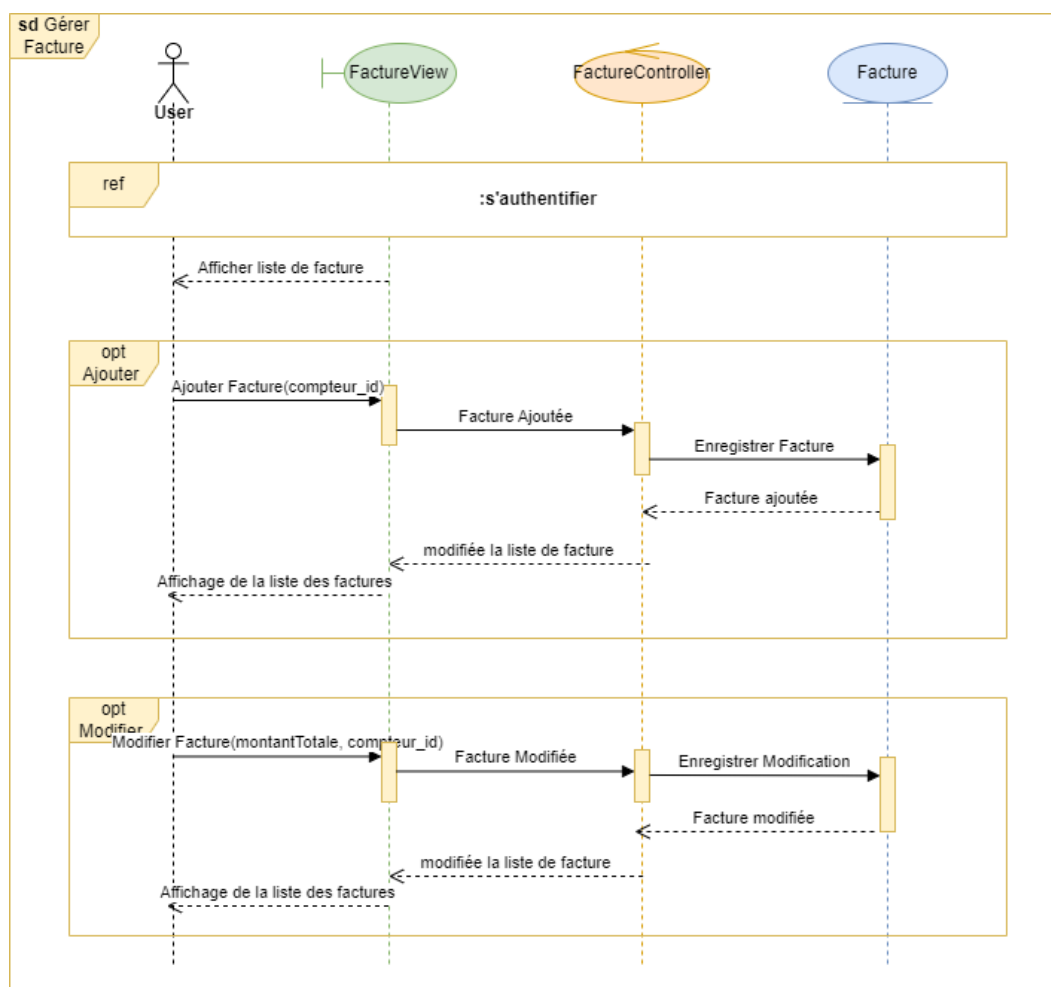 sd Gérer
Facture
User
FactureView
FactureController
Facture
ref
:s'authentifier
Afficher liste de facture
opt
Ajouter
Ajouter Facture(compteur_id)
Facture Ajoutée
Enregistrer Facture
Facture ajoutée
modifiée la liste de facture
Affichage de la liste des factures
opt
Modifier
Modifier Facture(montantTotale, compteur_id)
Facture Modifiée
Enregistrer Modification
Facture modifiée
modifiée la liste de facture
Affichage de la liste des factures